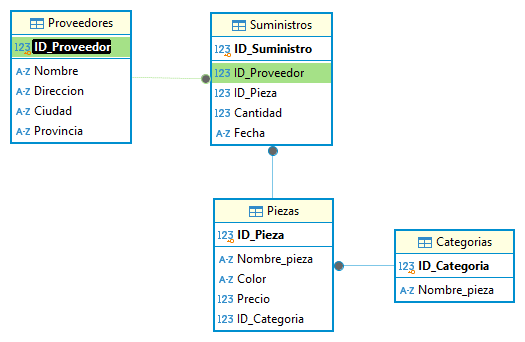 Proveedores
123 ID_Proveedor
A-Z Nombre
A-Z Direccion
A-Z Ciudad
A-Z Provincia
Suministros
123 ID_Suministro
123 ID_Proveedor
123 ID_Pieza
123 Cantidad
A-Z Fecha
Piezas
123 ID_Pieza
A-Z Nombre_pieza
A-Z Color
123 Precio
123 ID_Categoria
Categorias
123 ID_Categoria
A-Z Nombre_pieza